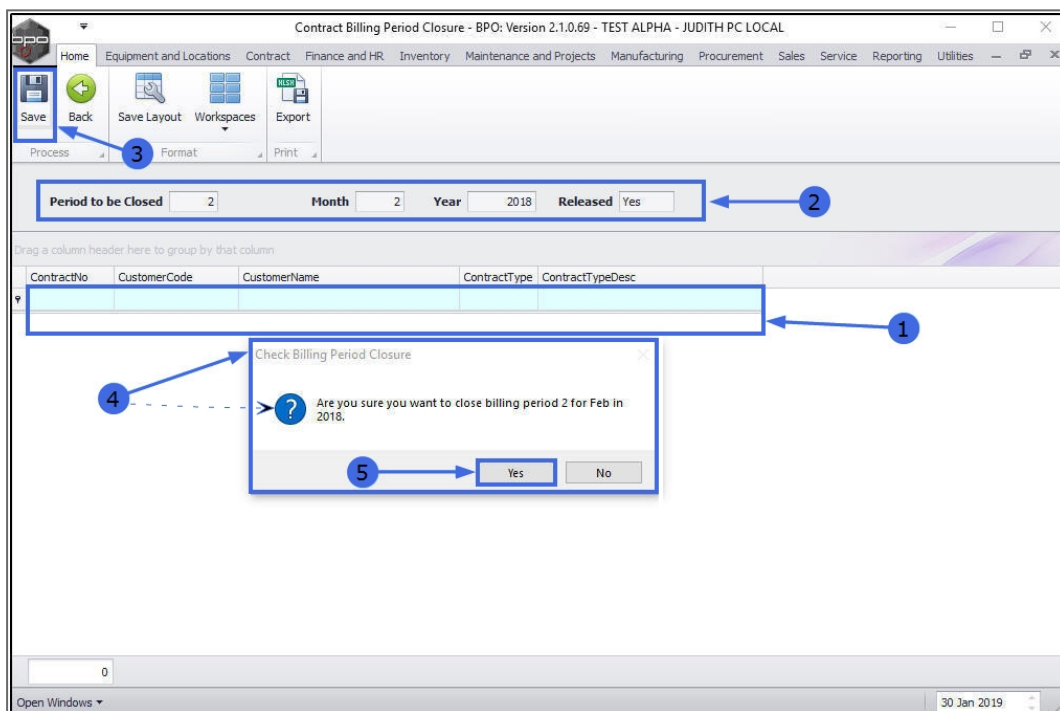 Contract Billing Period Closure - BPO: Version 2.1.0.69 - TEST ALPHA - JUDITH PC LOCAL
bpo
Home Equipment and Locations Contract Finance and HR Inventory Maintenance and Projects Manufacturing Procurement Sales Service Reporting Utilities
XLSX
Save Back Save Layout Workspaces Export
Process 3 Format Print
Period to be Closed 2 Month 2 Year 2018 Released Yes 2
Drag a column header here to group by that column
ContractNo CustomerCode CustomerName ContractType ContractTypeDesc
1
Check Billing Period Closure
4 ? Are you sure you want to close billing period 2 for Feb in
2018.
5 Yes No
0
Open Windows 30 Jan 2019